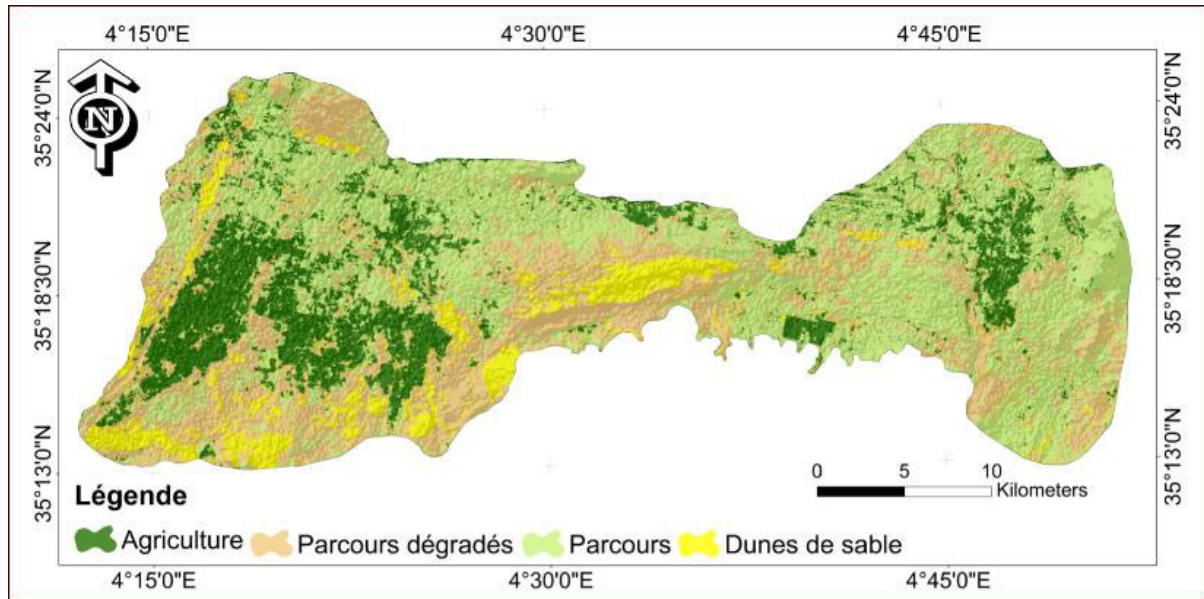 4°15'0"E 4°30'0"E 4°45'0"E
35°24'0"N 35°24'0"N
N
35°18'30"N 35°18'30"N
35°13'0"N 35°13'0"N
0 5 10
Kilometers
Légende
Agriculture Parcours dégradés Parcours Dunes de sable
4°15'0"E 4°30'0"E 4°45'0"E